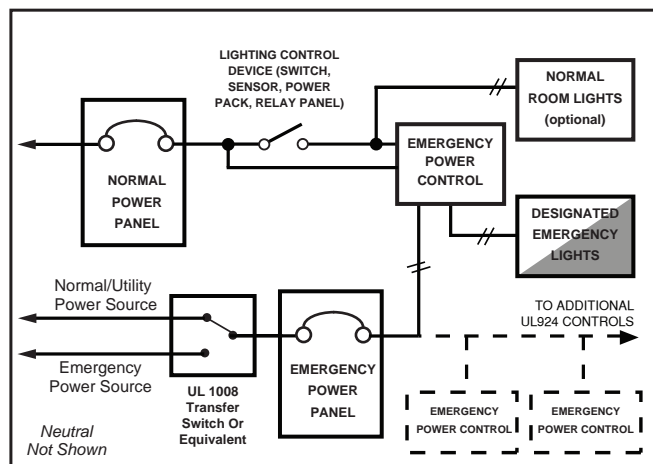 LIGHTING CONTROL
DEVICE (SWITCH,
SENSOR, POWER
PACK, RELAY PANEL)
NORMAL
ROOM LIGHTS
(optional)
EMERGENCY
POWER
CONTROL
NORMAL
POWER
PANEL
DESIGNATED
EMERGENCY
LIGHTS
Normal/Utility
Power Source
TO ADDITIONAL
UL924 CONTROLS
Emergency
Power Source
EMERGENCY
POWER
PANEL
UL 1008
Transfer
Switch Or
Equivalent
EMERGENCY
POWER CONTROL
EMERGENCY
POWER CONTROL
Neutral
Not Shown